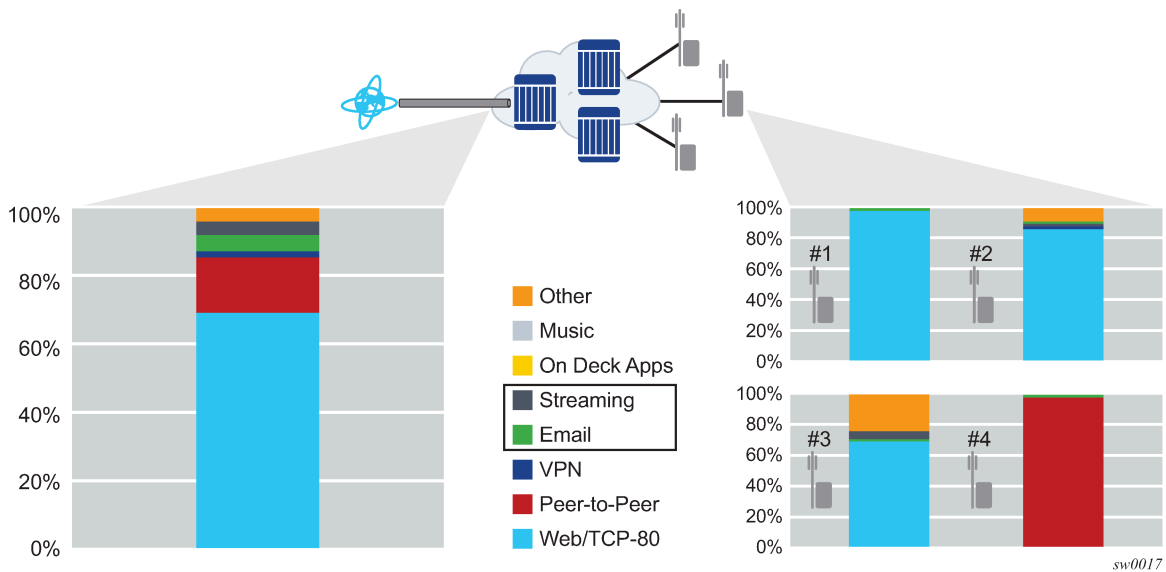 100%
80%
60%
40%
20%
0%
Other
Music
On Deck Apps
Streaming
Email
VPN
Peer-to-Peer
Web/TCP-80
100%
80%
60%
40%
20%
0%
#1
#2
100%
80%
60%
40%
20%
0%
#3
#4
sw0017